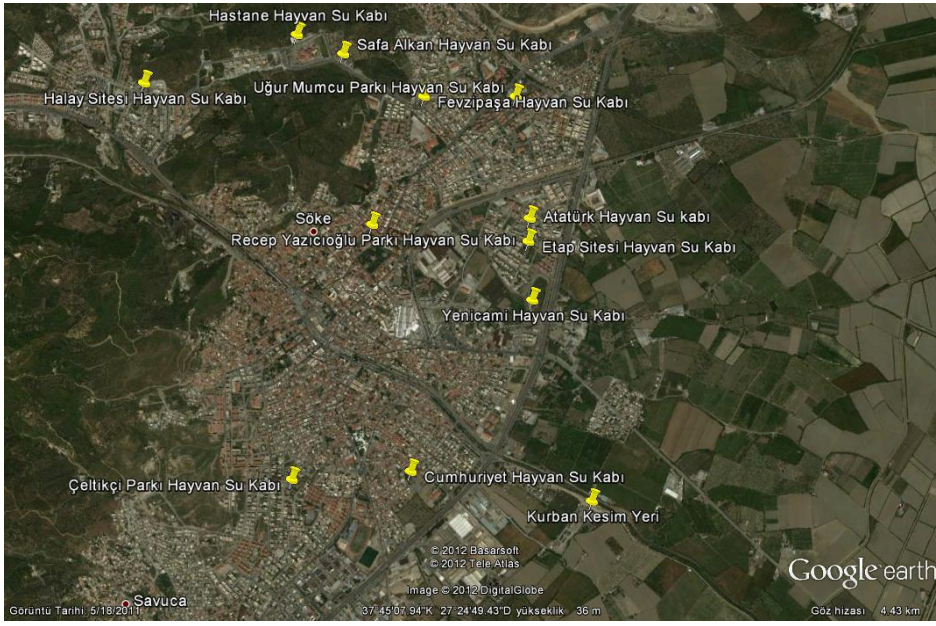 Hastane Hayvan Su Kabı
Safa Alkan Hayvan Su Kabı
Uğur Mumcu Parkı Hayvan Su Kabı
Halay Sitesi Hayvan Su Kabı
Fevzipaşa Hayvan Su Kabı
Söke
Atatürk Hayvan Su kabı
Recep Yazıcıoğlu Parkı Hayvan Su Kabı
Etap Sitesi Hayvan Su Kabı
Yenicami Hayvan Su Kabı
Çeltikçi Parkı Hayvan Su Kabı
Cumhuriyet Hayvan Su Kabı
Kurban Kesim Yeri
© 2012 Basarsoft
© 2012 Tele Atlas
Image © 2012 DigitalGlobe
Google earth
Savuca
Görüntü Tarihi: 5/18/2011 37°45'07.94"K 27°24'49.43"D yükseklik 36 m Göz hizası 4.43 km